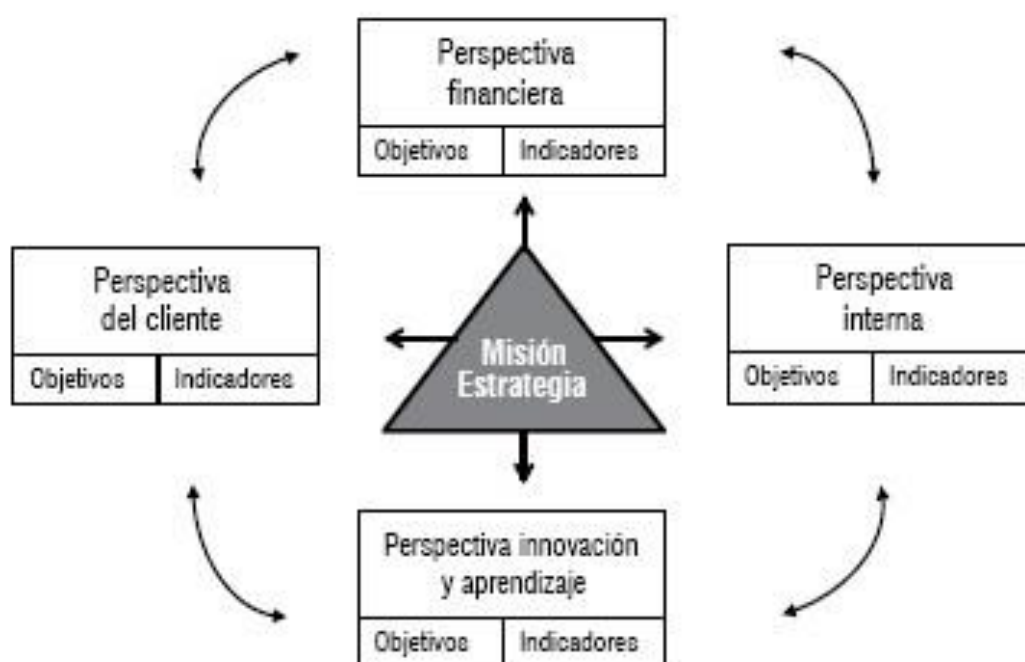 Perspectiva
financiera
Objetivos Indicadores
Perspectiva
del cliente
Objetivos Indicadores
Misión
Estrategia
Perspectiva
interna
Objetivos Indicadores
Perspectiva innovación
y aprendizaje
Objetivos Indicadores